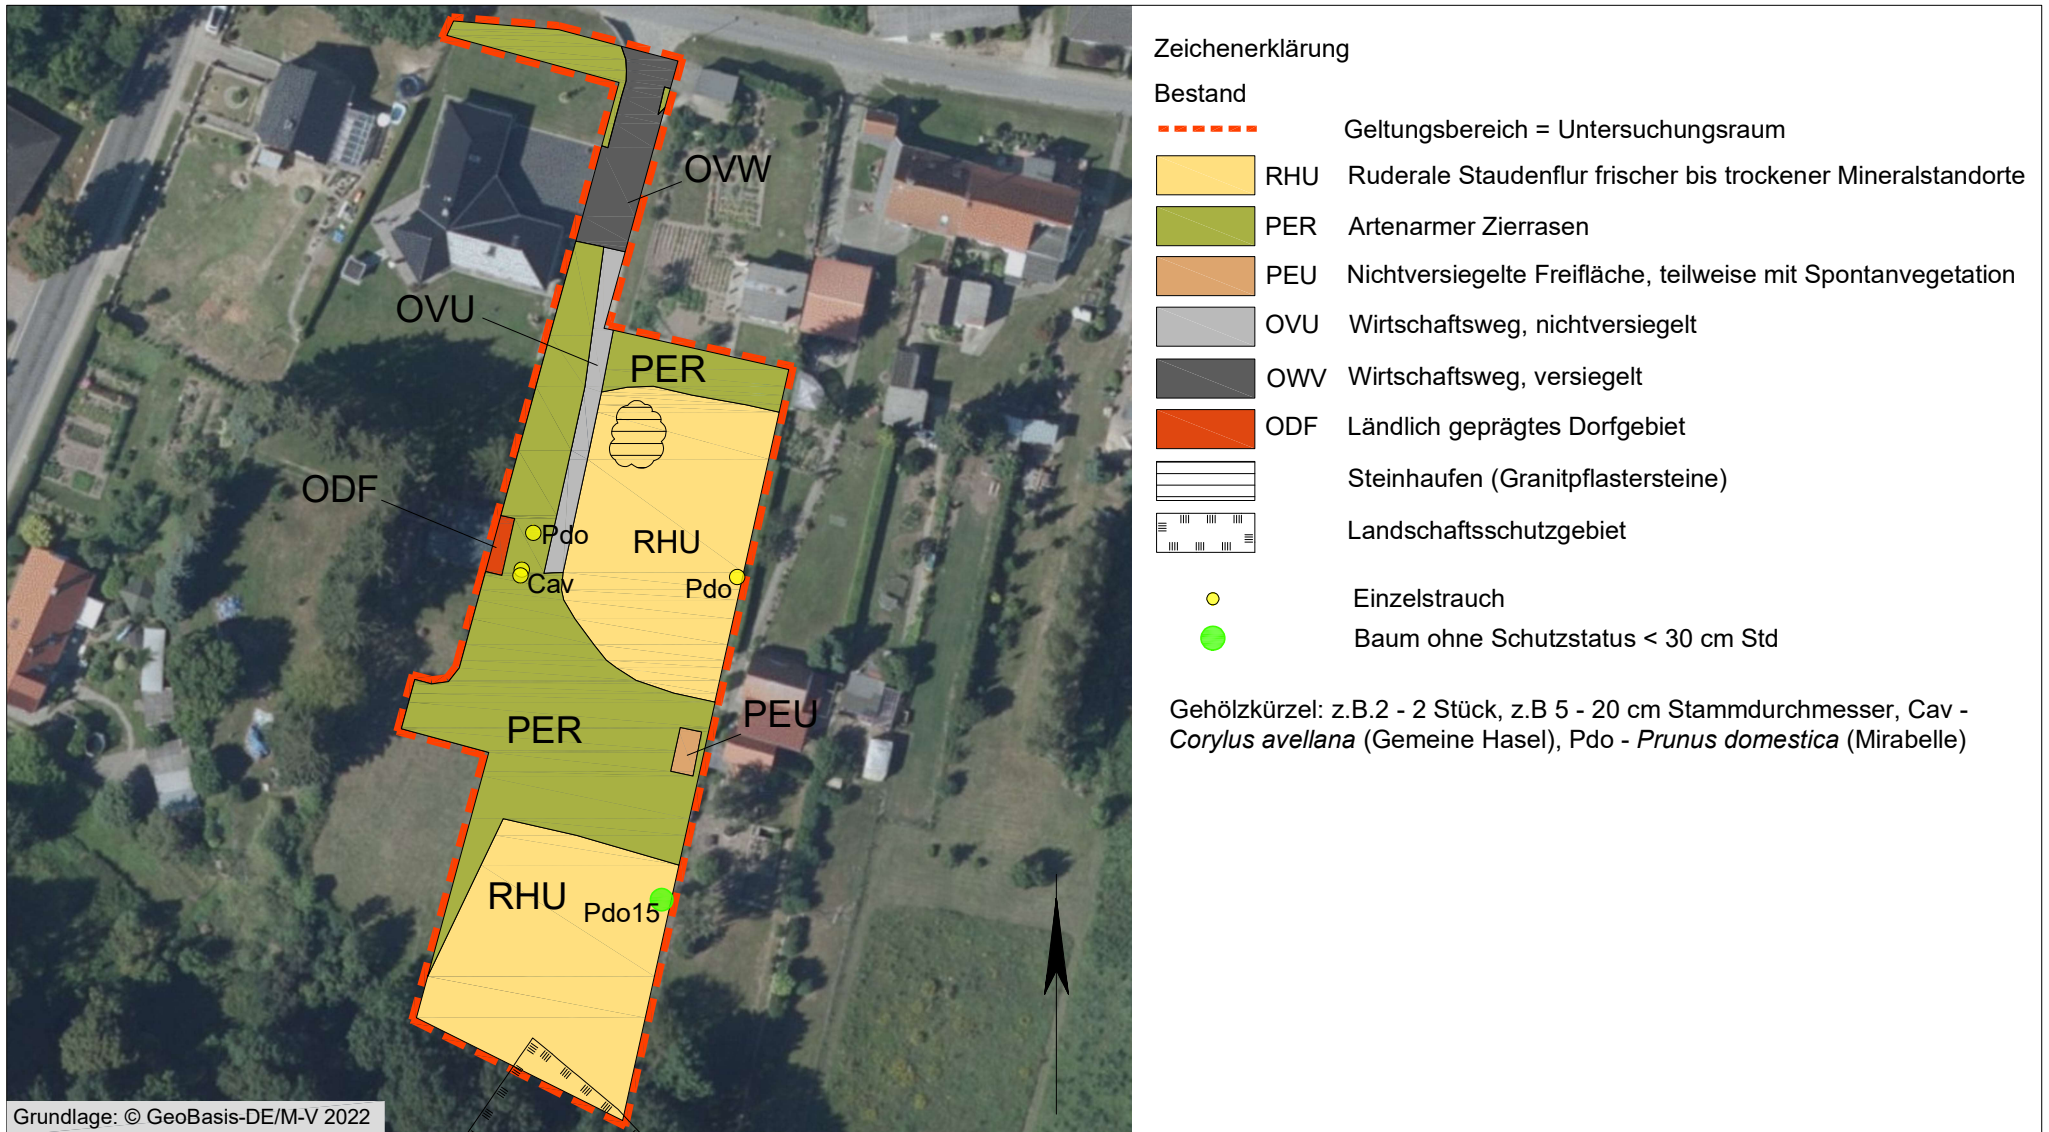 OVW
OVU
PER
ODF
Pdo
RHU
Cav
Pdo
PER
PEU
RHU
Pdo15
Grundlage: © GeoBasis-DE/M-V 2022
Zeichenerklärung
Bestand
Geltungsbereich = Untersuchungsraum
RHU Ruderale Staudenflur frischer bis trockener Mineralstandorte
PER Artenarmer Zierrasen
PEU Nichtversiegelte Freifläche, teilweise mit Spontanvegetation
OVU Wirtschaftsweg, nichtversiegelt
OWV Wirtschaftsweg, versiegelt
ODF Ländlich geprägtes Dorfgebiet
Steinhaufen (Granitpflastersteine)
Landschaftsschutzgebiet
Einzelstrauch
Baum ohne Schutzstatus < 30 cm Std
Gehölzkürzel: z.B.2 - 2 Stück, z.B 5 - 20 cm Stammdurchmesser, Cav -
Corylus avellana (Gemeine Hasel), Pdo - Prunus domestica (Mirabelle)